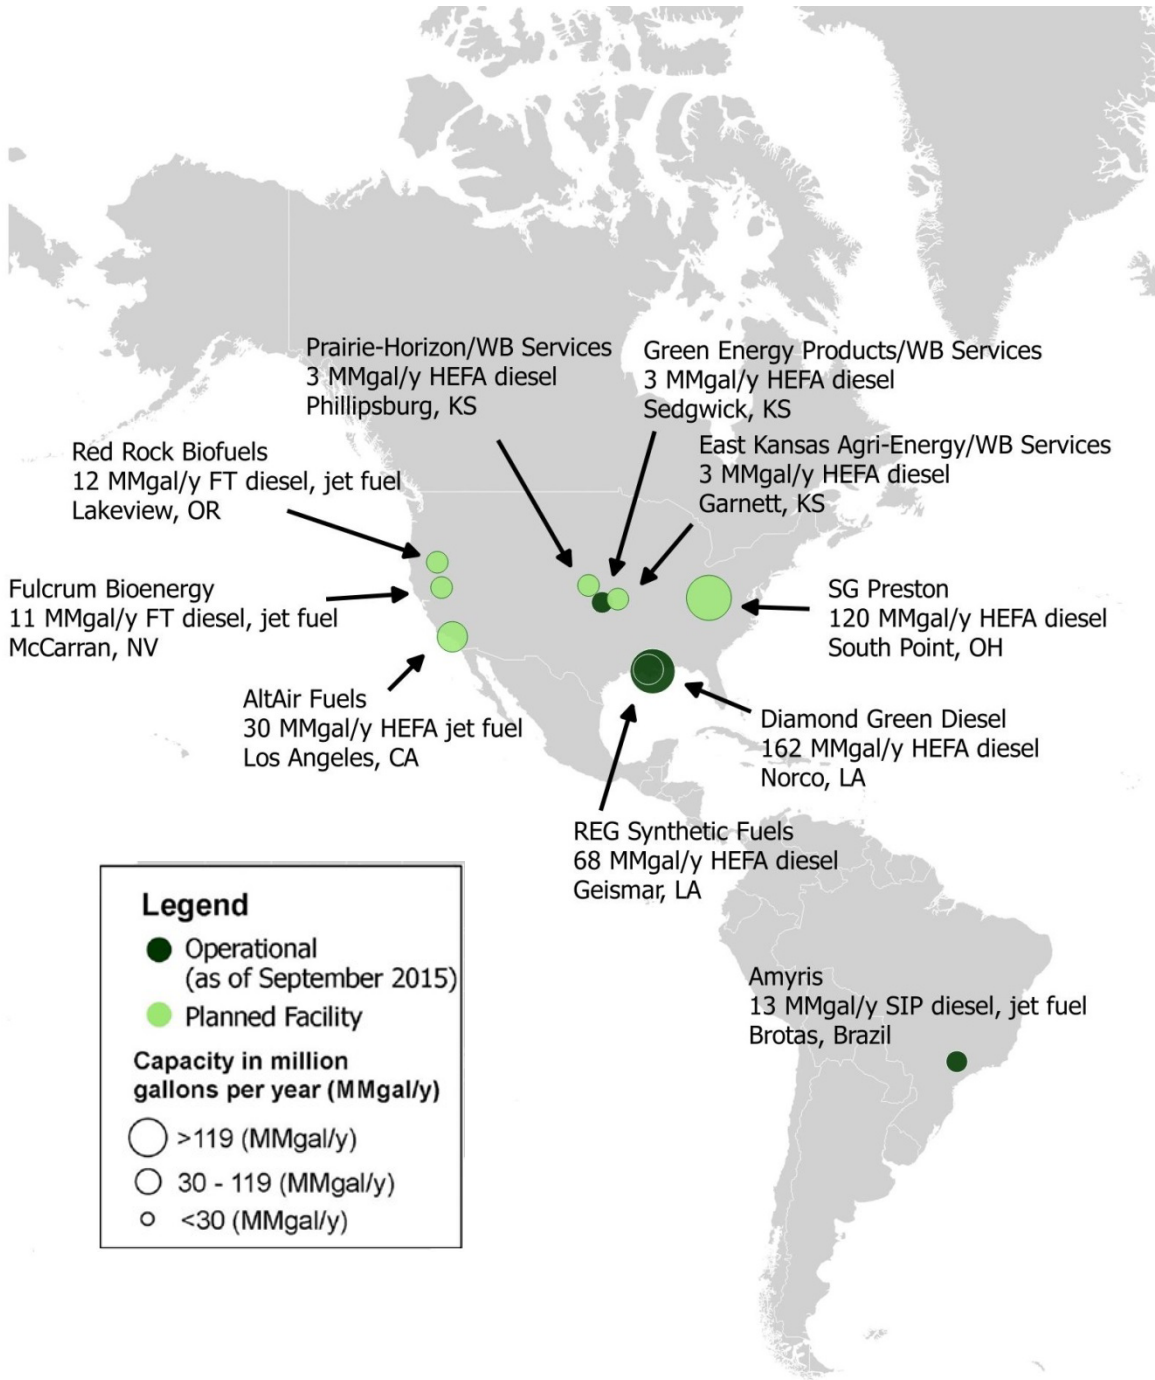 Prairie-Horizon/WB Services
3 MMgal/y HEFA diesel
Phillipsburg, KS
Green Energy Products/WB Services
3 MMgal/y HEFA diesel
Sedgwick, KS
East Kansas Agri-Energy/WB Services
3 MMgal/y HEFA diesel
Garnett, KS
Red Rock Biofuels
12 MMgal/y FT diesel, jet fuel
Lakeview, OR
Fulcrum Bioenergy
11 MMgal/y FT diesel, jet fuel
McCarran, NV
SG Preston
120 MMgal/y HEFA diesel
South Point, OH
AltAir Fuels
30 MMgal/y HEFA jet fuel
Los Angeles, CA
Diamond Green Diesel
162 MMgal/y HEFA diesel
Norco, LA
REG Synthetic Fuels
68 MMgal/y HEFA diesel
Geismar, LA
Amyris
13 MMgal/y SIP diesel, jet fuel
Brotas, Brazil
Legend
Operational
(as of September 2015)
Planned Facility
Capacity in million
gallons per year (MMgal/y)
>119 (MMgal/y)
30 - 119 (MMgal/y)
<30 (MMgal/y)